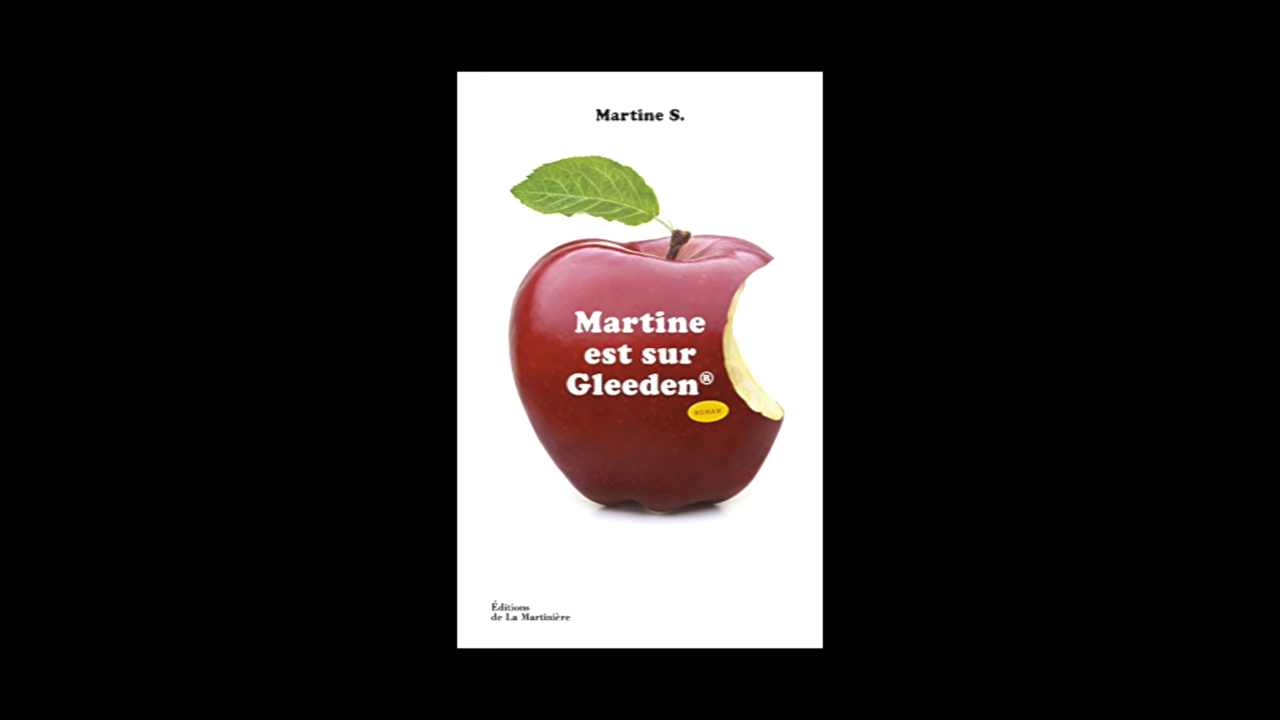 Martine S.
Martine
est sur
Gleeden®
ROMAN
Éditions
de La Martinière